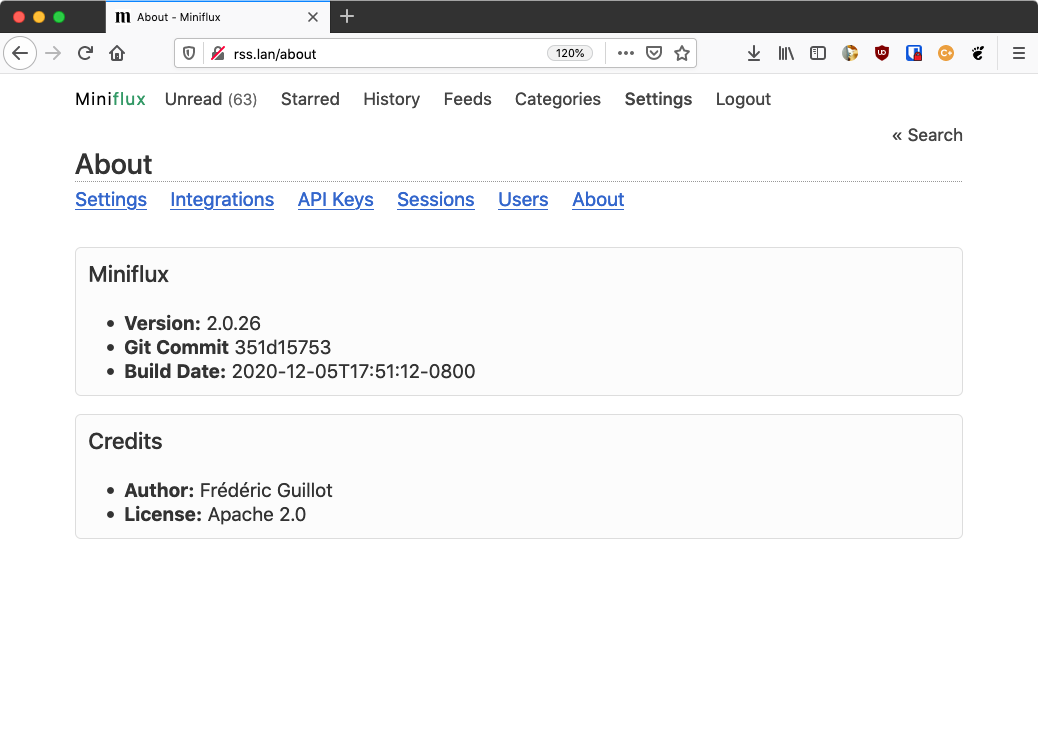 m About - Miniflux
rss.lan/about 120%
Miniflux Unread (63) Starred History Feeds Categories Settings Logout
« Search
About
Settings Integrations API Keys Sessions Users About
Miniflux
Version: 2.0.26
Git Commit 351d15753
Build Date: 2020-12-05T17:51:12-0800
Credits
Author: Frédéric Guillot
License: Apache 2.0